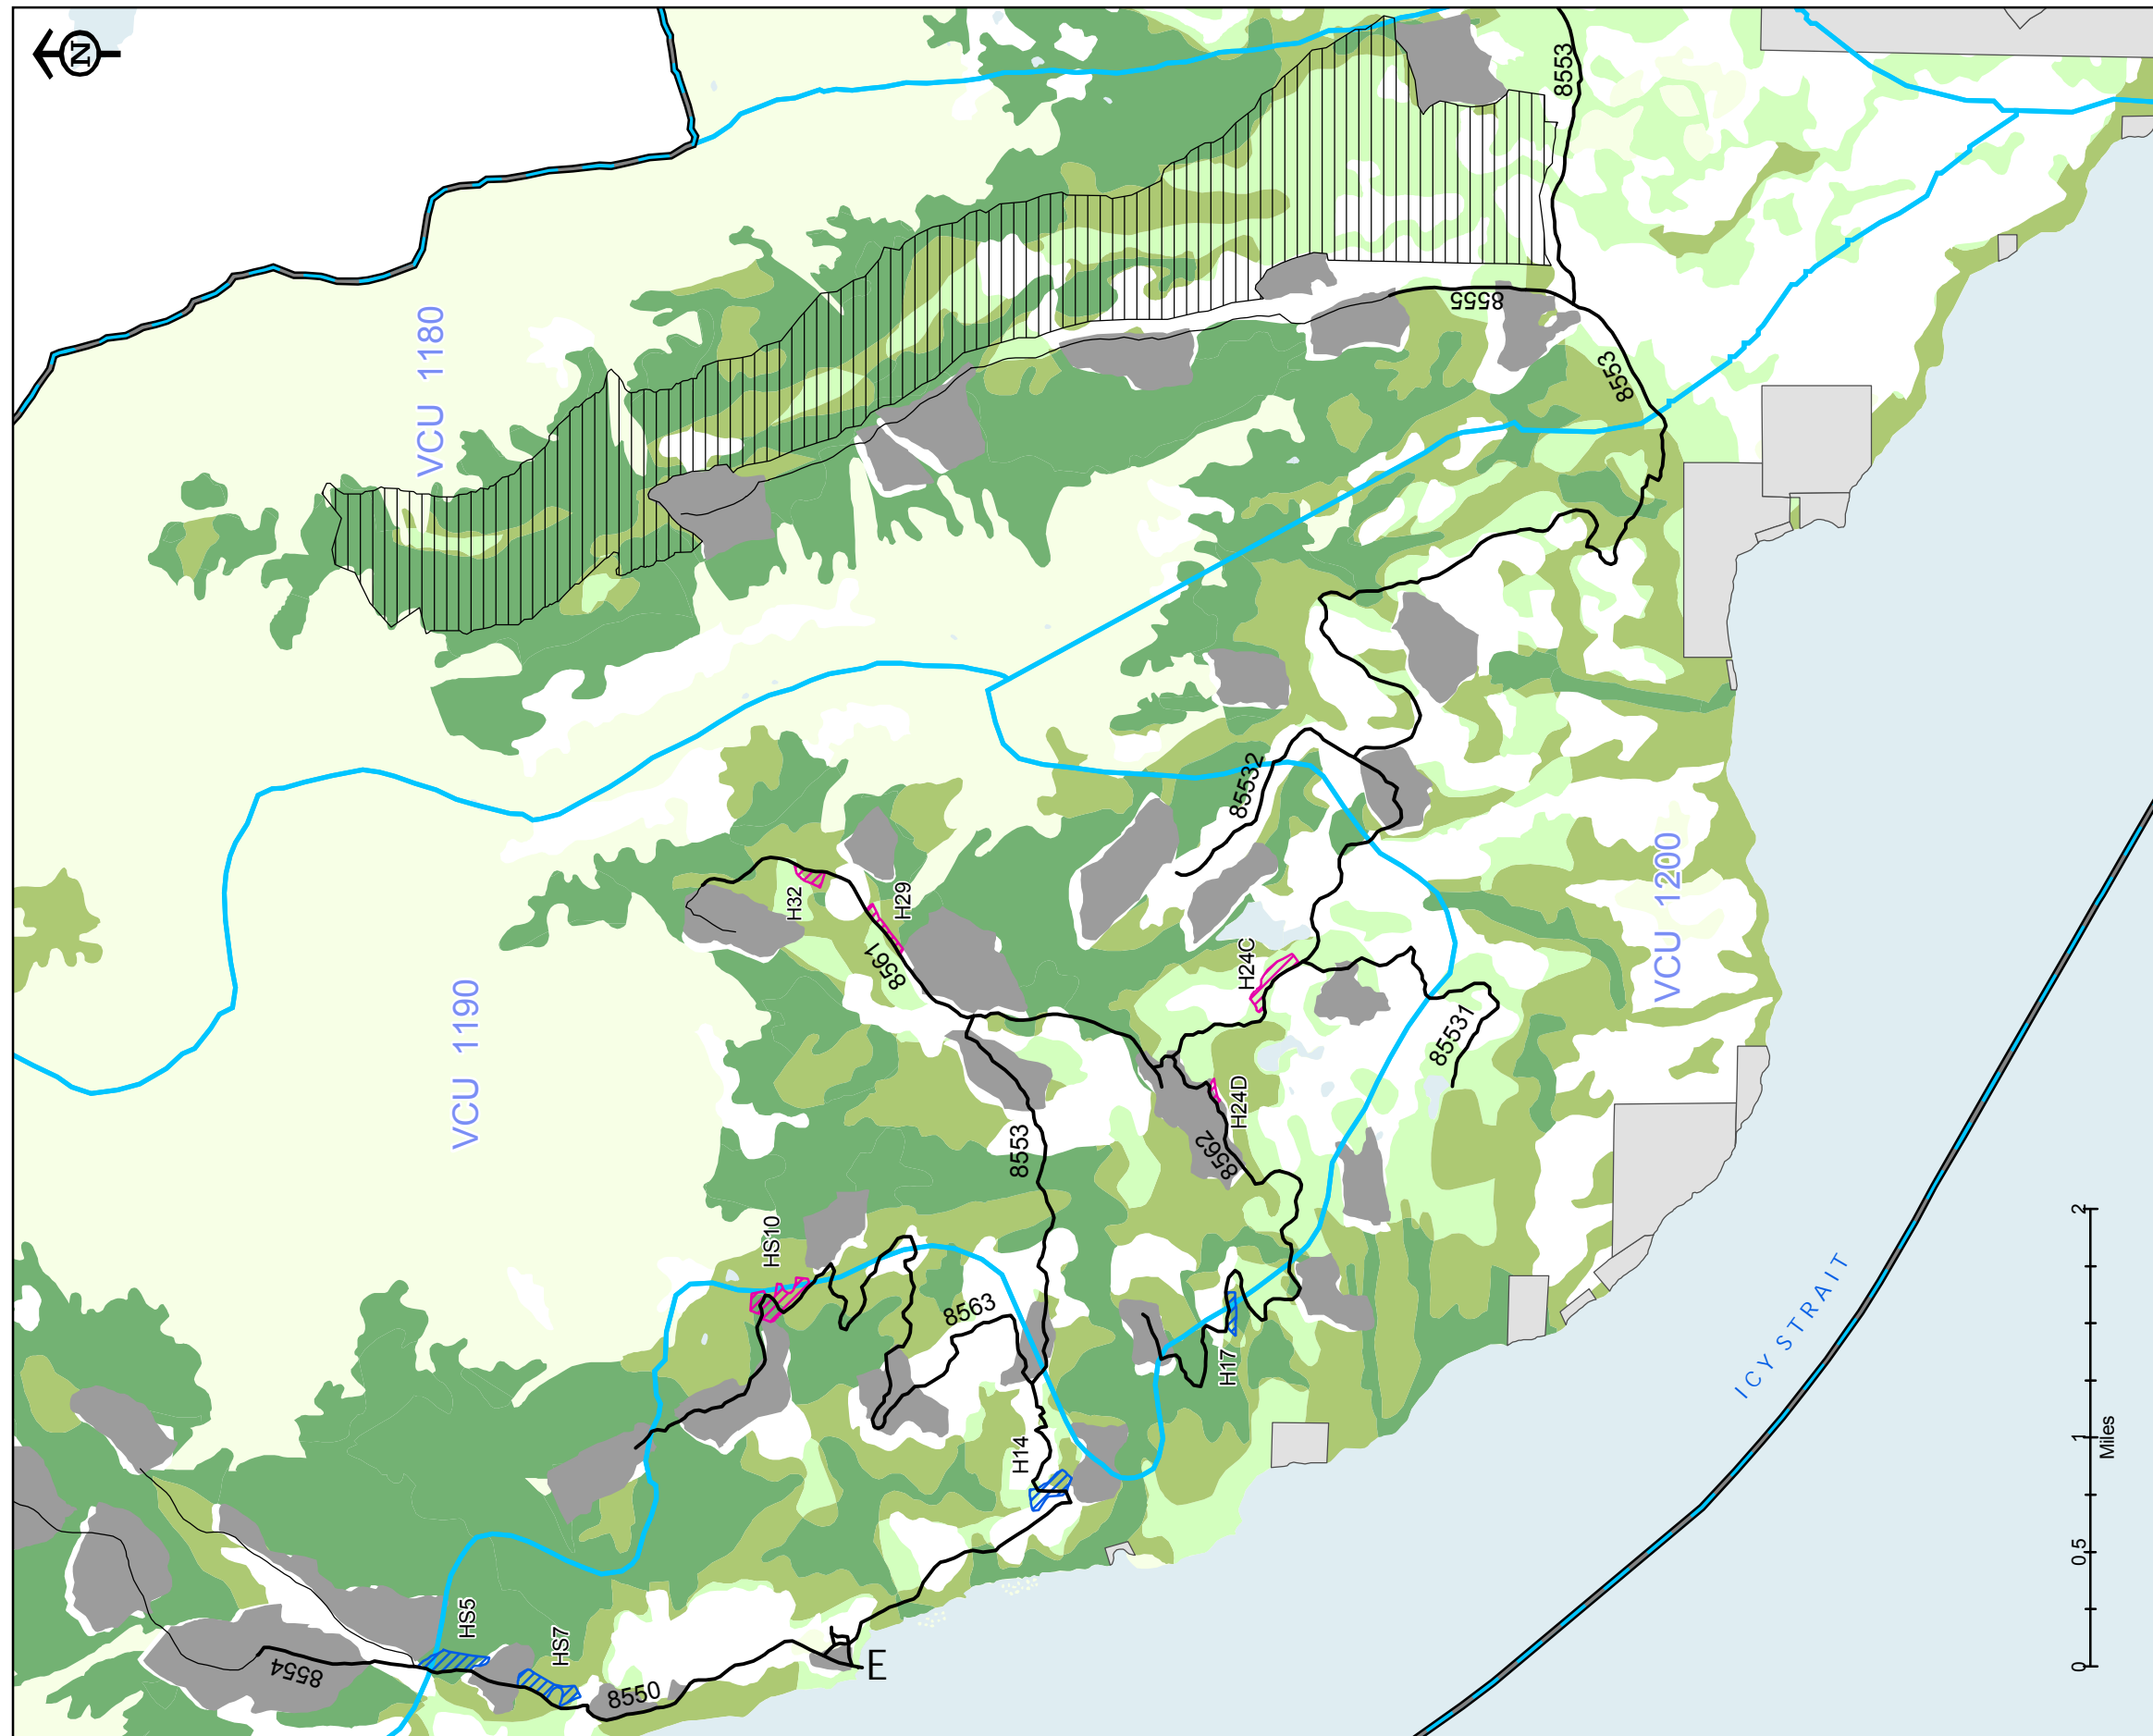 N
8553
VCU 1180
8555
8553
85532
VCU 1200
H32
H29
8561
H24C
VCU 1190
85531
H24D
8553
8562
HS10
8563
2
ICY STRAIT
H17
H14
1
Miles
0.5
HS5
HS7
8554
E
8550
0